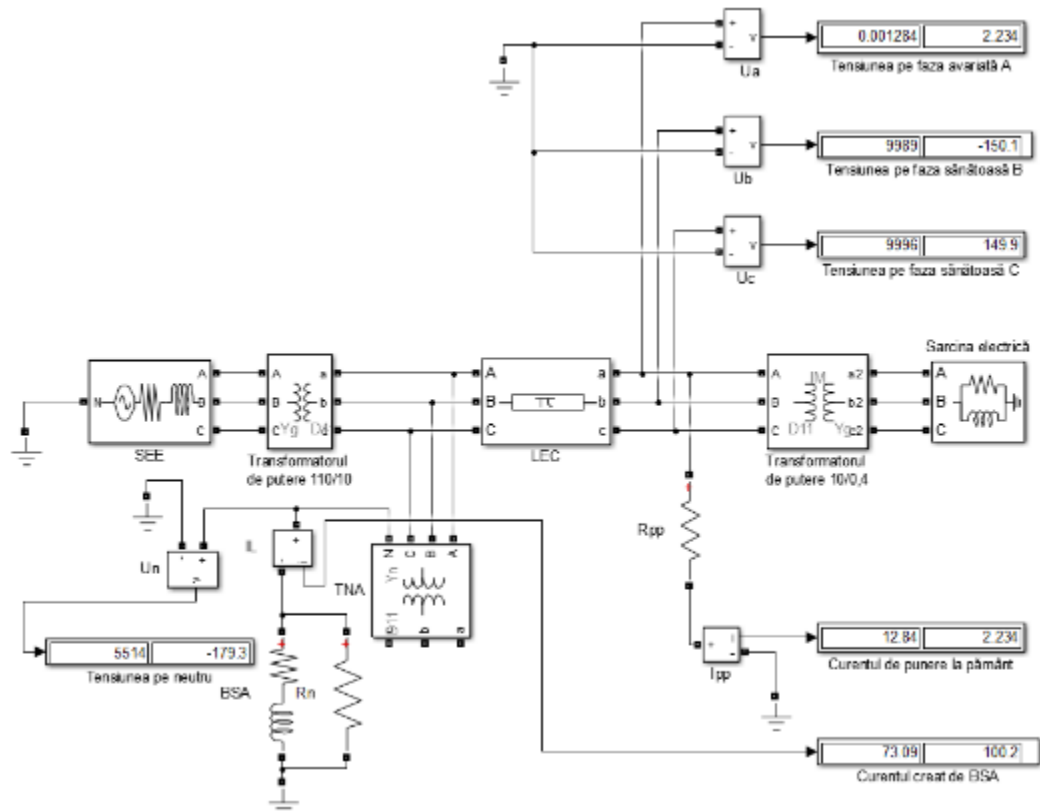 0.001284 2.234
Tensiunea pe faza avariată A
Ua
9989 -150.1
Tensiunea pe faza sănătoasă B
Ub
9996 149.9
Tensiunea pe faza sănătoasă C
Uc
Sarcina electrică
N
A
B
C
SEE
A
B
C
a
b
c
Yg
Transformatorul
de putere 110/10
A
B
C
a
b
c
LEC
A
B
C
a2
b2
c2
D11
Yg
Transformatorul
de putere 10/0,4
A
B
C
Un
TNA
N
C
B
A
Yn
b
a
Rpp
5514 -179.3
Tensiunea pe neutru
BSA
Rn
Ipp
12.84 2.234
Curentul de punere la pământ
73.09 100.2
Curentul creat de BSA